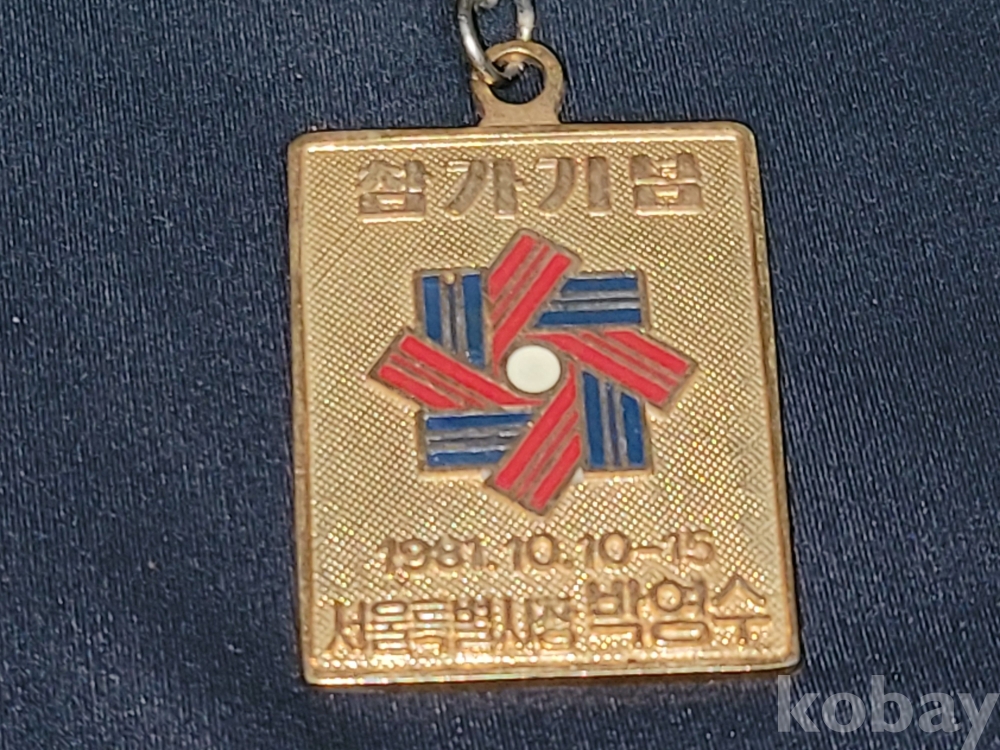 참가기념
1981.10.10-15
서울특별시장 박영수
kobay